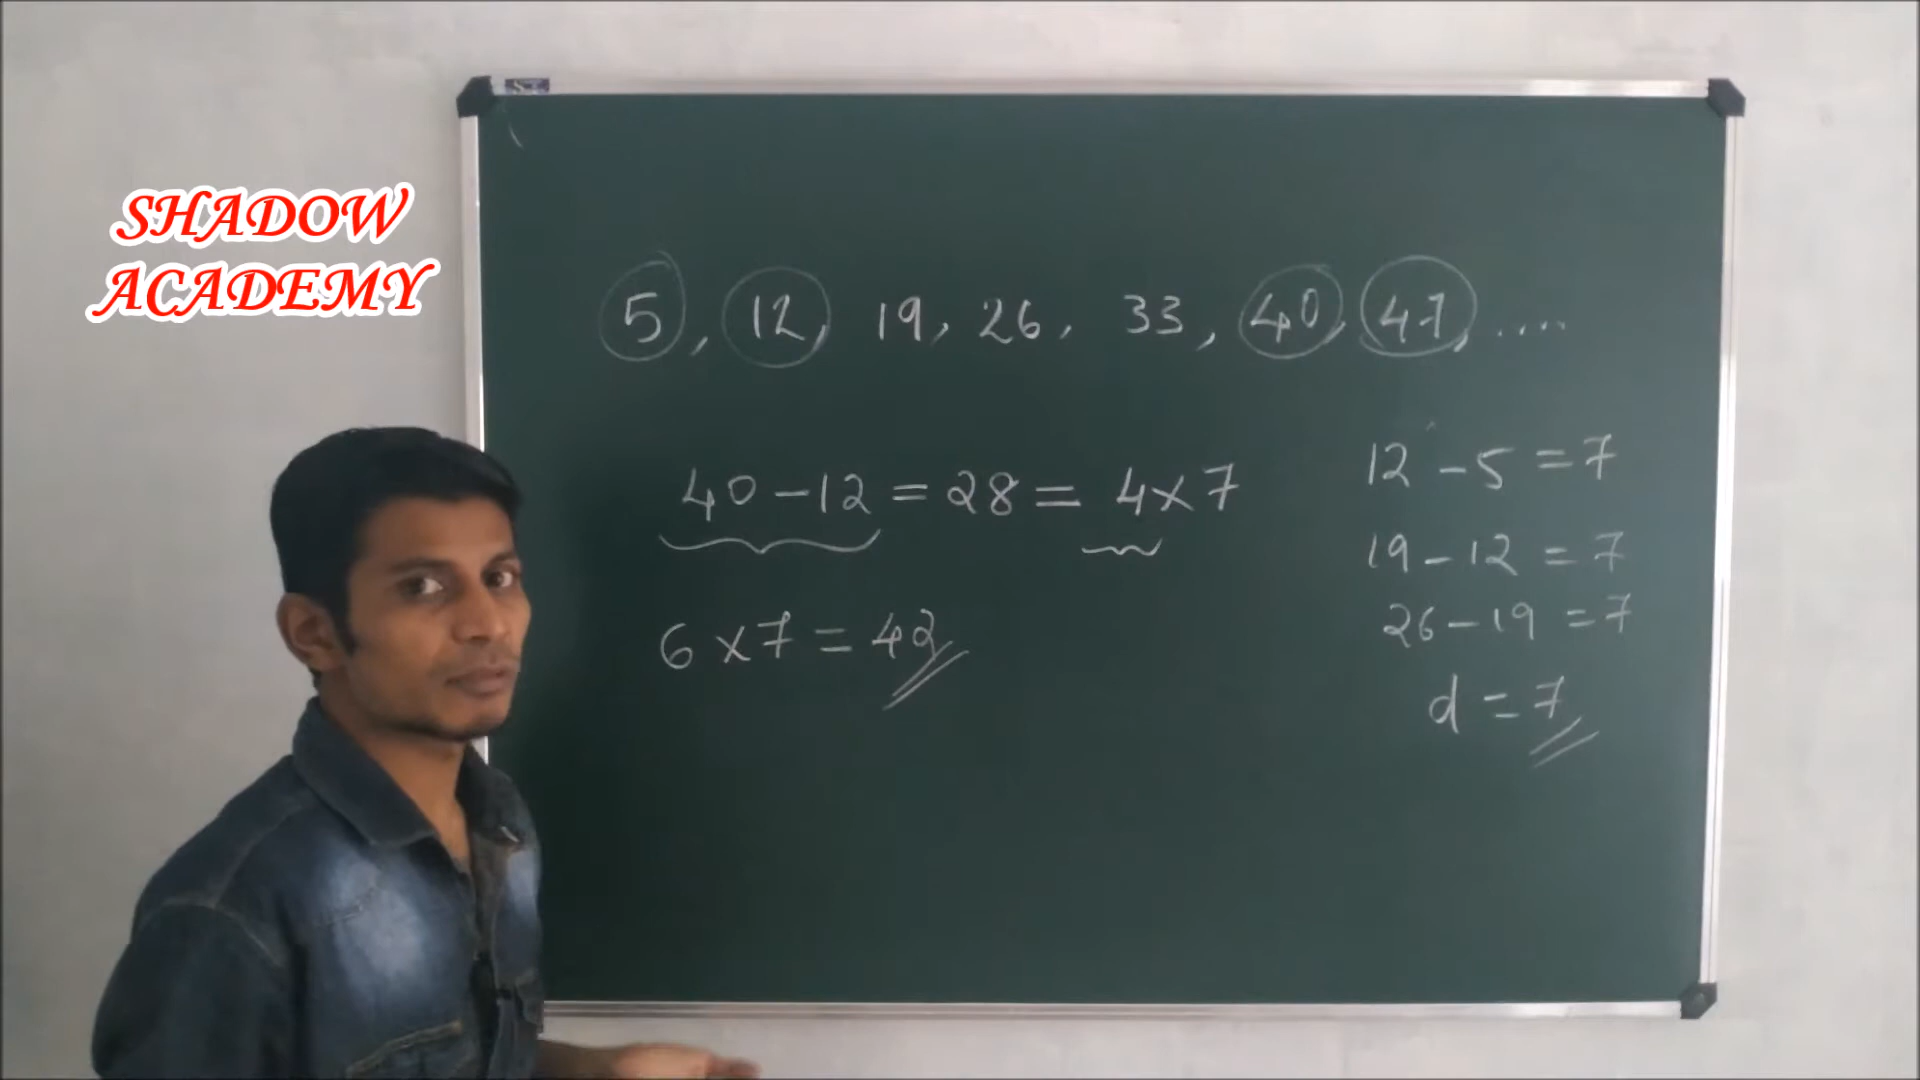 SHADOW
ACADEMY
5, 12, 19, 26, 33, 40, 47, ....
40 - 12 = 28 = 4 x 7
6 x 7 = 42
12 - 5 = 7
19 - 12 = 7
26 - 19 = 7
d = 7